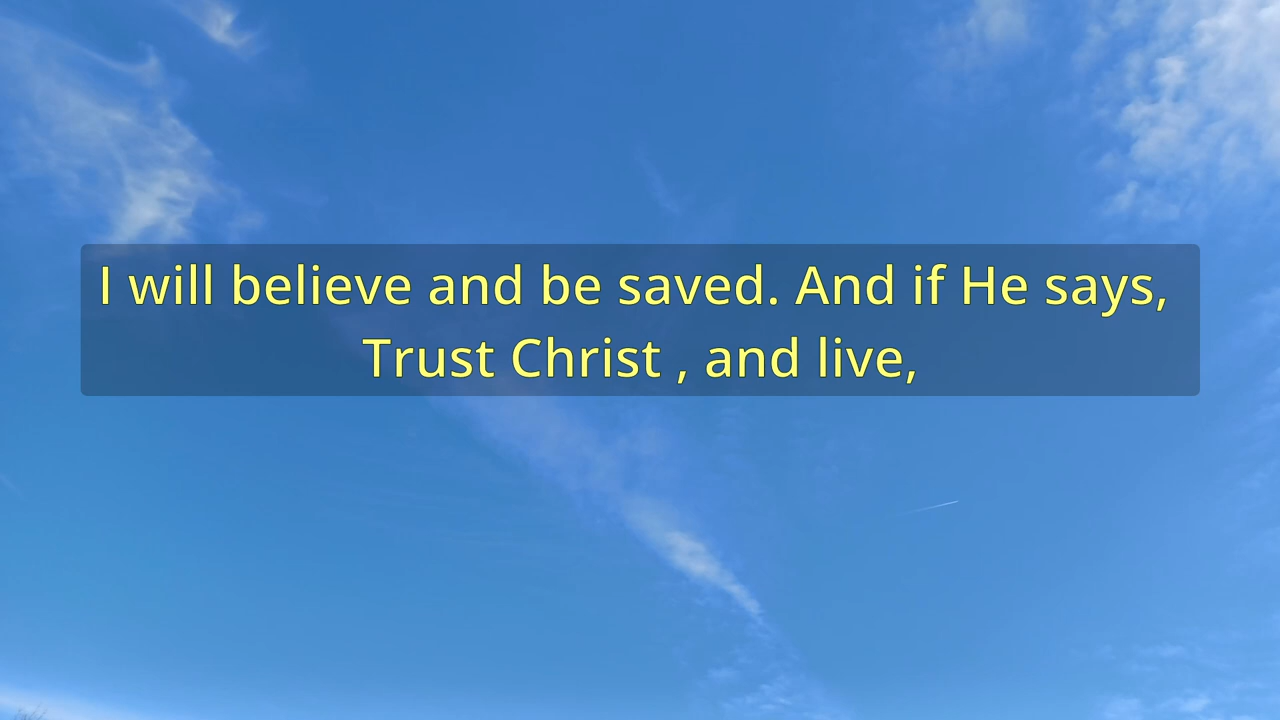 I will believe and be saved. And if He says,
Trust Christ , and live,